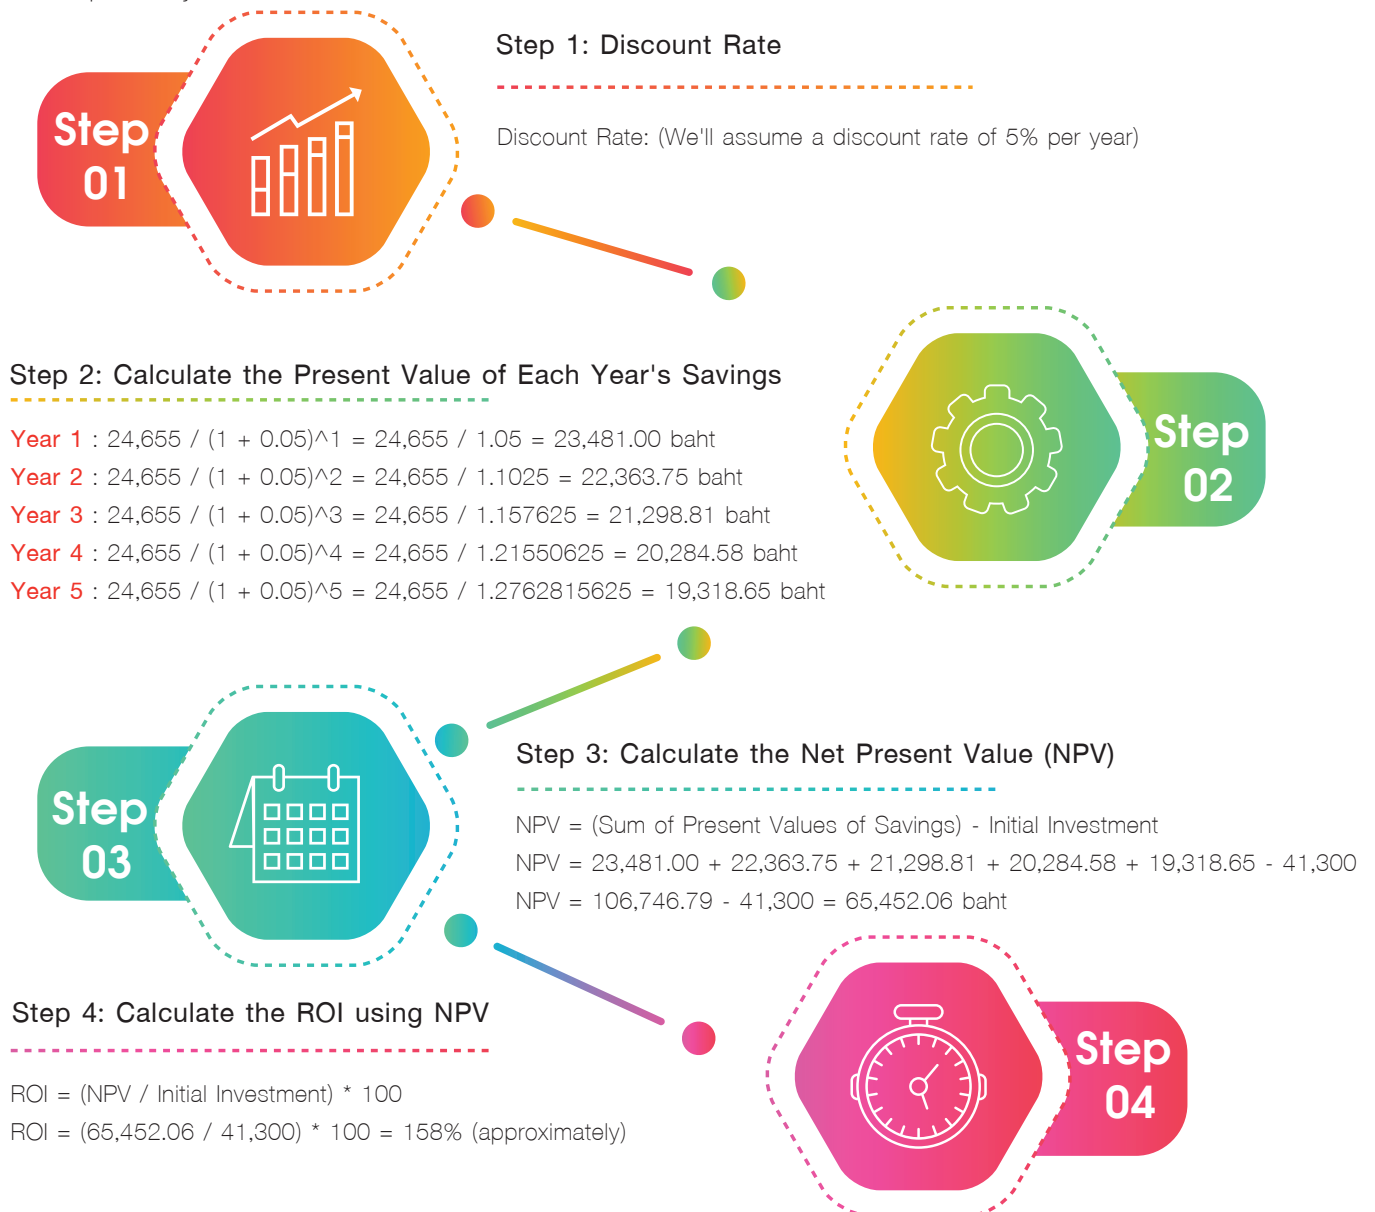 Step 1: Discount Rate
Step
01
Discount Rate: (We'll assume a discount rate of 5% per year)
Step 2: Calculate the Present Value of Each Year's Savings
Year 1 : 24,655 / (1 + 0.05)^1 = 24,655 / 1.05 = 23,481.00 baht
Year 2 : 24,655 / (1 + 0.05)^2 = 24,655 / 1.1025 = 22,363.75 baht
Year 3 : 24,655 / (1 + 0.05)^3 = 24,655 / 1.157625 = 21,298.81 baht
Year 4 : 24,655 / (1 + 0.05)^4 = 24,655 / 1.21550625 = 20,284.58 baht
Year 5 : 24,655 / (1 + 0.05)^5 = 24,655 / 1.2762815625 = 19,318.65 baht
Step
02
Step 3: Calculate the Net Present Value (NPV)
Step
03
NPV = (Sum of Present Values of Savings) - Initial Investment
NPV = 23,481.00 + 22,363.75 + 21,298.81 + 20,284.58 + 19,318.65 - 41,300
NPV = 106,746.79 - 41,300 = 65,452.06 baht
Step 4: Calculate the ROI using NPV
ROI = (NPV / Initial Investment) * 100
ROI = (65,452.06 / 41,300) * 100 = 158% (approximately)
Step
04